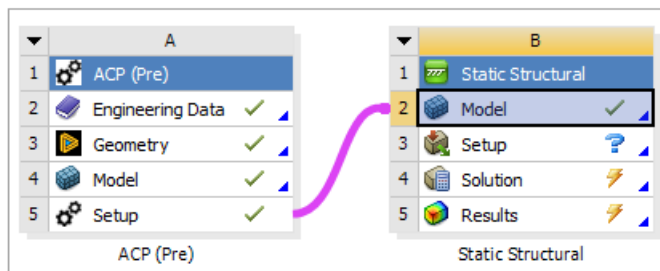 A
1 ACP (Pre)
2 Engineering Data
3 Geometry
4 Model
5 Setup
ACP (Pre)
B
1 Static Structural
2 Model
3 Setup ?
4 Solution
5 Results
Static Structural